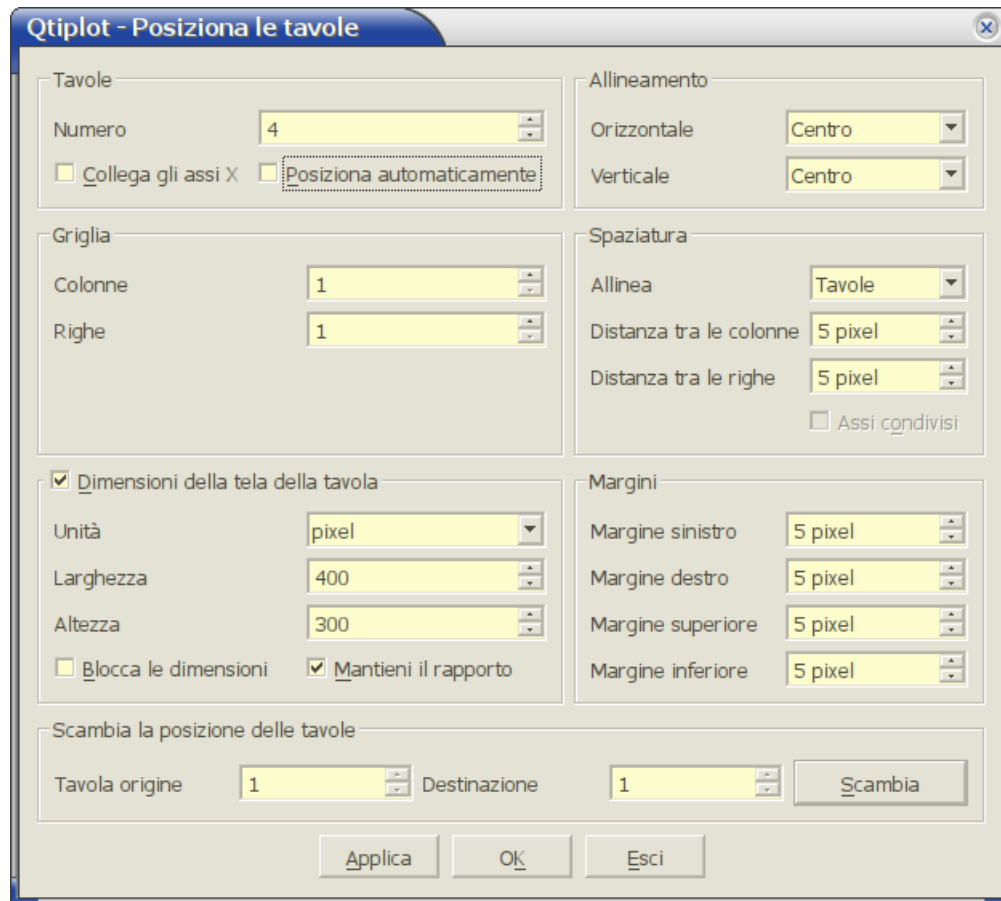 Qtiplot - Posiziona le tavole
Tavole
Numero 4
Collega gli assi X Posiziona automaticamente
Allineamento
Orizzontale Centro
Verticale Centro
Griglia
Colonne 1
Righe 1
Spaziatura
Allinea Tavole
Distanza tra le colonne 5 pixel
Distanza tra le righe 5 pixel
Assi condivisi
Dimensioni della tela della tavola
Unità pixel
Larghezza 400
Altezza 300
Blocca le dimensioni Mantieni il rapporto
Margini
Margine sinistro 5 pixel
Margine destro 5 pixel
Margine superiore 5 pixel
Margine inferiore 5 pixel
Scambia la posizione delle tavole
Tavola origine 1 Destinazione 1 Scambia
Applica OK Esci